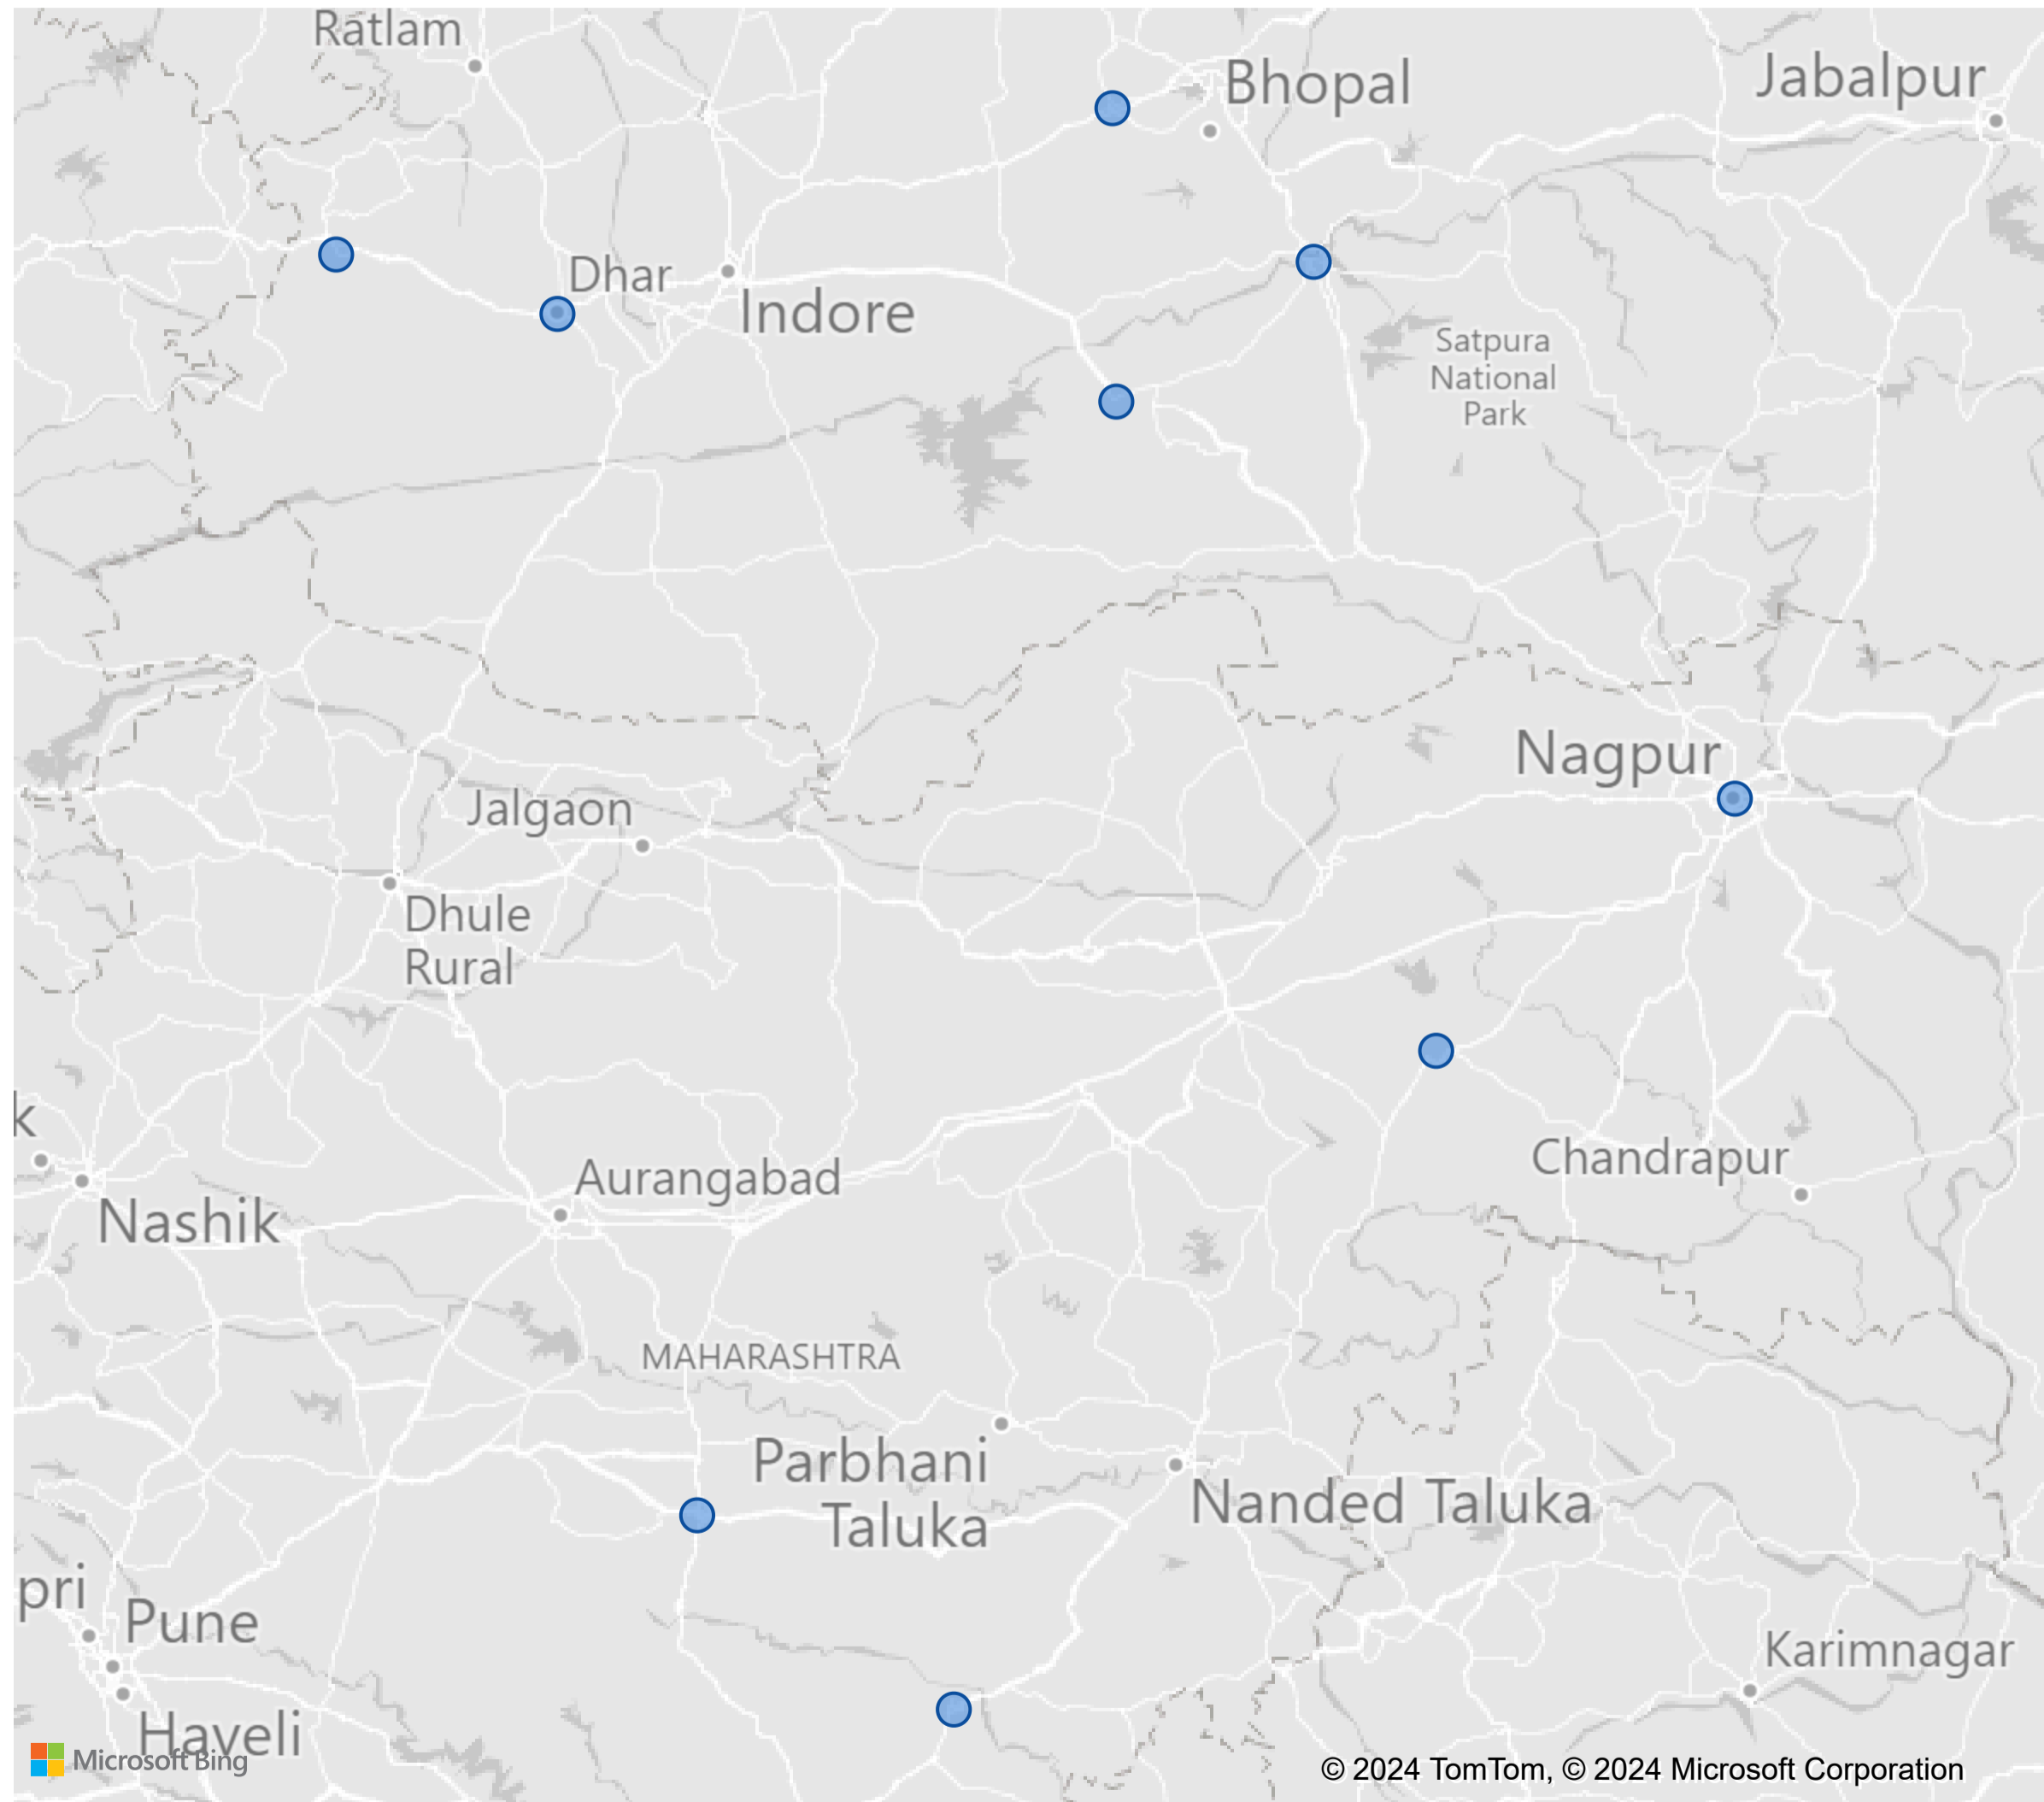 Ratlam
Bhopal
Jabalpur
Dhar
Indore
Satpura
National
Park
Nagpur
Jalgaon
Dhule
Rural
k
Chandrapur
Aurangabad
Nashik
MAHARASHTRA
Parbhani
Taluka
Nanded Taluka
pri
Pune
Karimnagar
Haveli
Microsoft Bing
© 2024 TomTom, © 2024 Microsoft Corporation